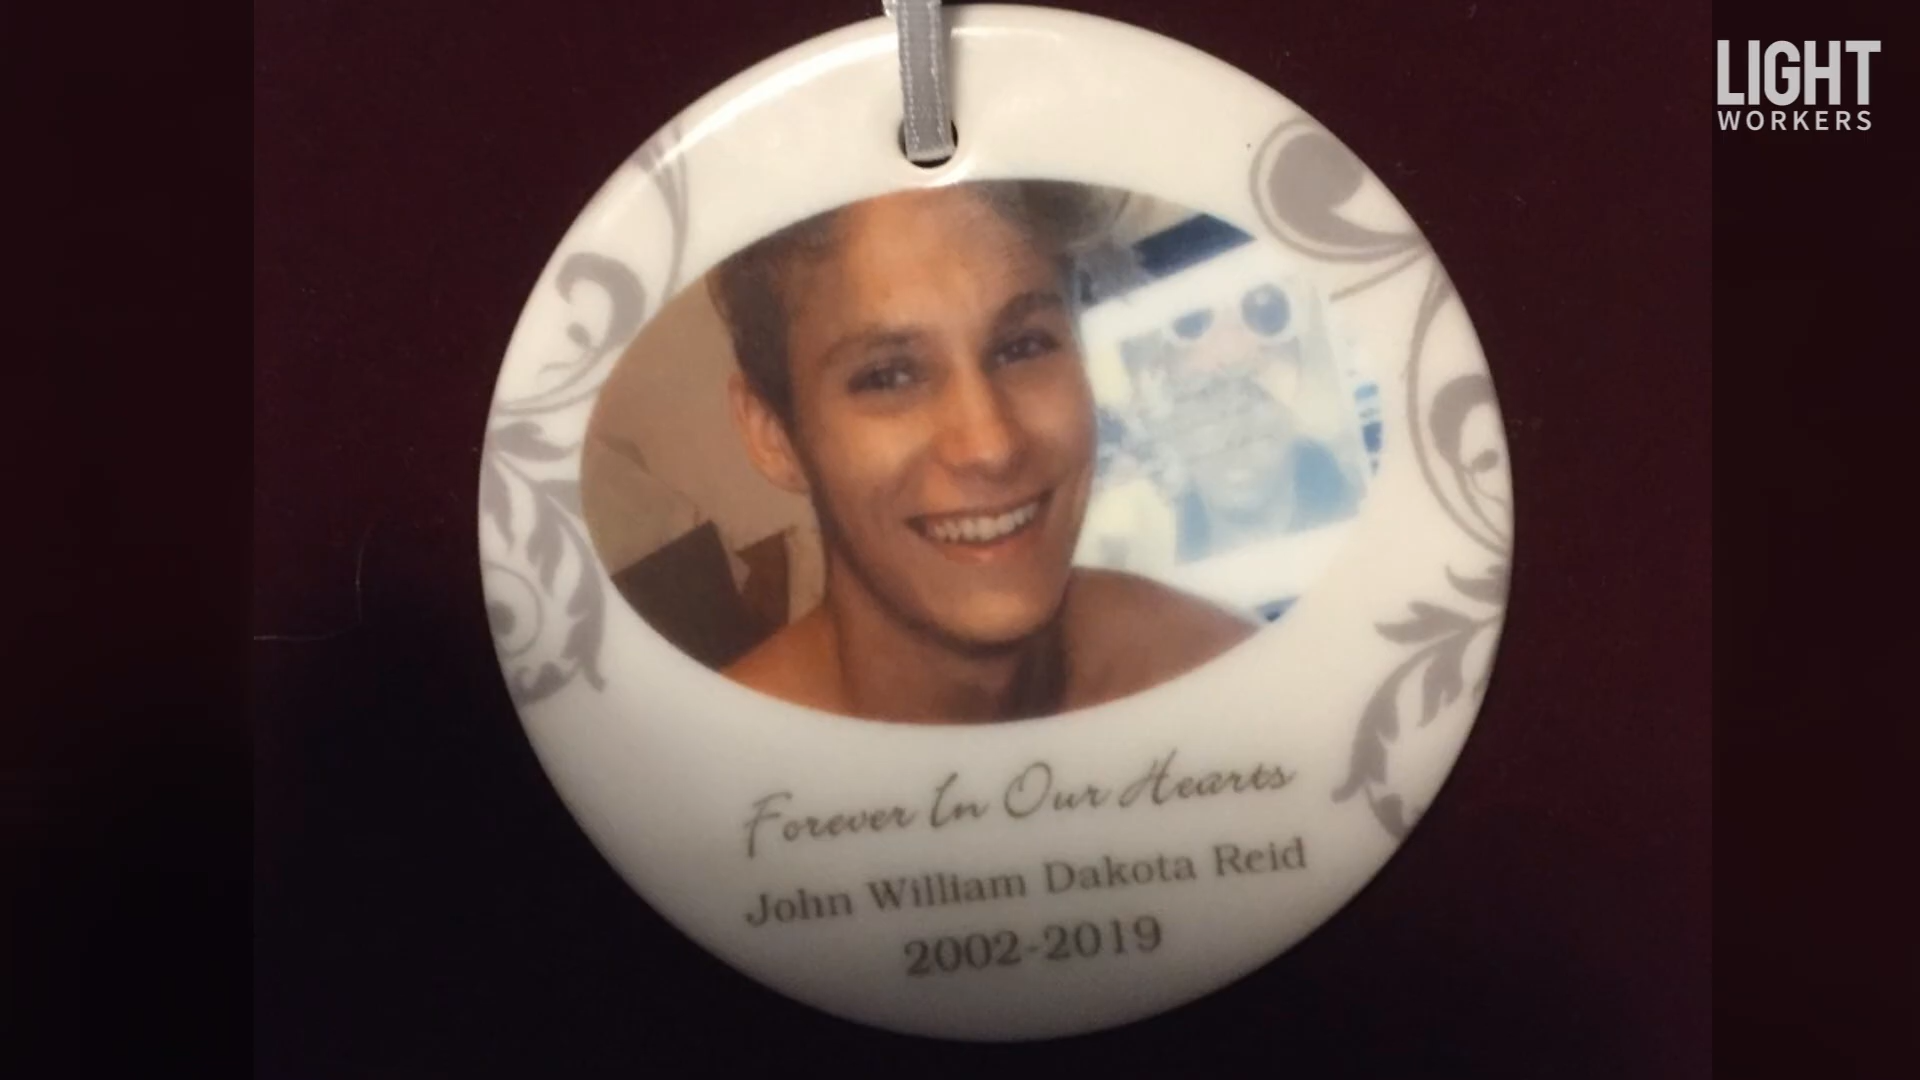 LIGHT
WORKERS
Forever In Our Hearts
John William Dakota Reid
2002-2019